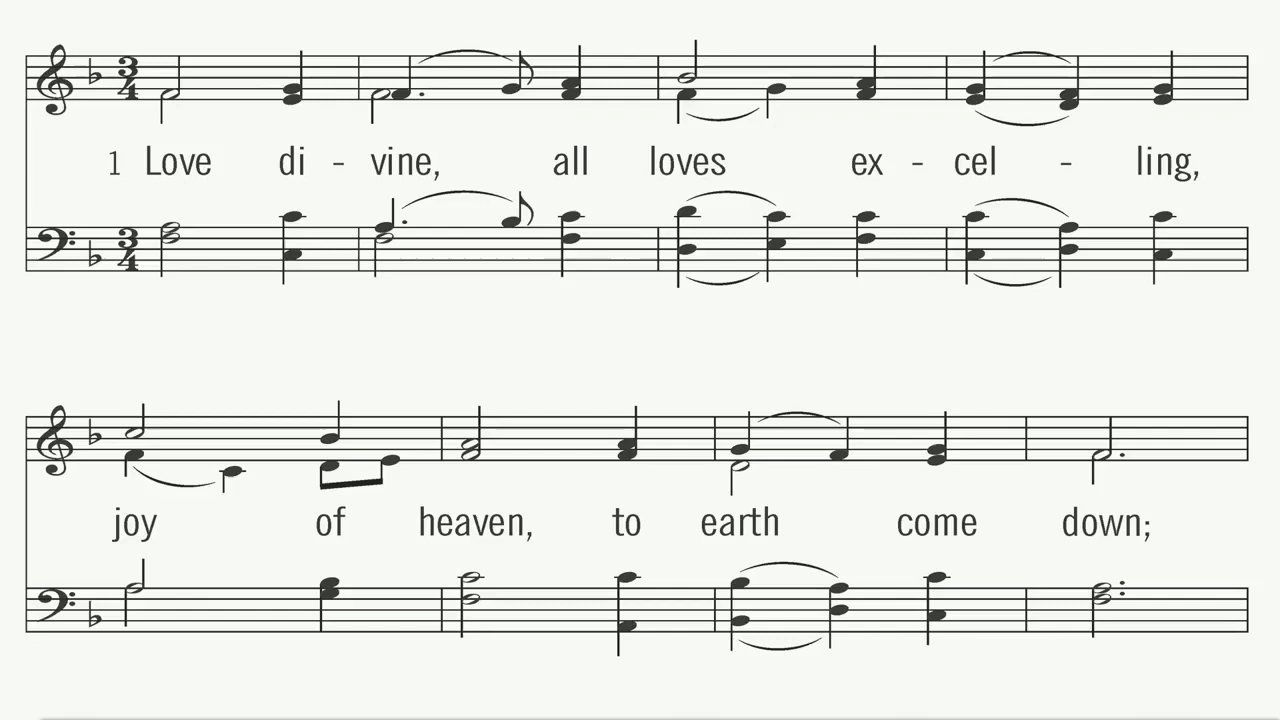 1 Love di - vine, all loves ex - cel - ling,
joy of heaven, to earth come down;